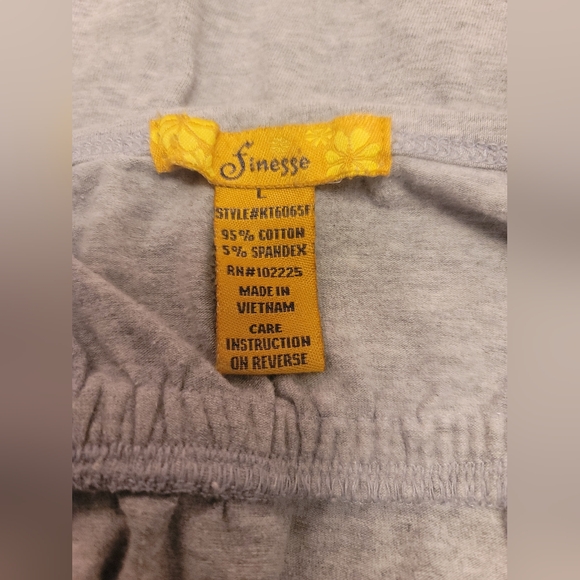 Finesse
L
STYLE#KT6065F
95% COTTON
5% SPANDEX
RN#102225
MADE IN
VIETNAM
CARE
INSTRUCTION
ON REVERSE